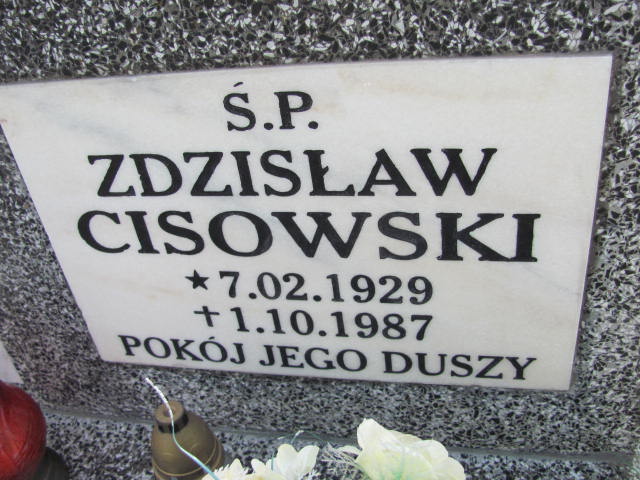 Ś.P.
ZDZISŁAW
CISOWSKI
★7.02.1929
✝1.10.1987
POKÓJ JEGO DUSZY